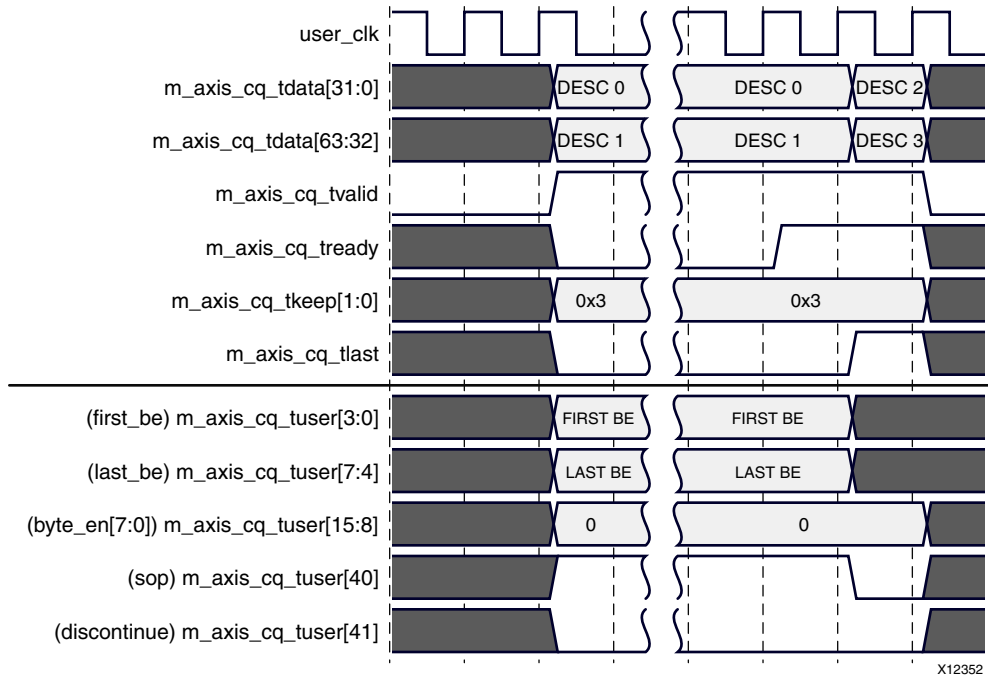 user_clk
m_axis_cq_tdata[31:0] DESC 0 DESC 0 DESC 2
m_axis_cq_tdata[63:32] DESC 1 DESC 1 DESC 3
m_axis_cq_tvalid
m_axis_cq_tready
m_axis_cq_tkeep[1:0] 0x3 0x3
m_axis_cq_tlast
(first_be) m_axis_cq_tuser[3:0] FIRST BE FIRST BE
(last_be) m_axis_cq_tuser[7:4] LAST BE LAST BE
(byte_en[7:0]) m_axis_cq_tuser[15:8] 0 0
(sop) m_axis_cq_tuser[40]
(discontinue) m_axis_cq_tuser[41]
X12352